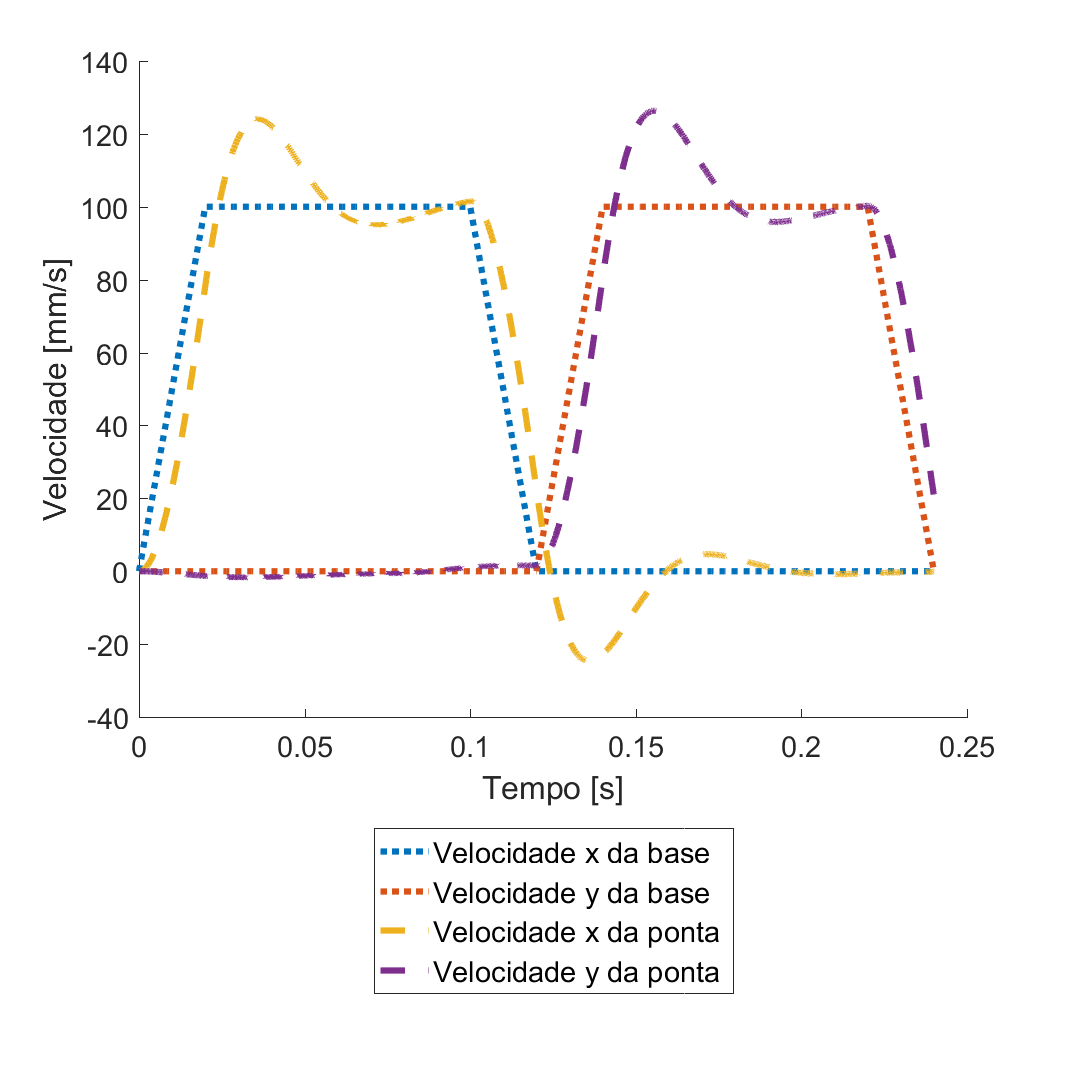 140
120
100
80
60
40
20
0
-20
-40
Velocidade [mm/s]
0 0.05 0.1 0.15 0.2 0.25
Tempo [s]
Velocidade x da base
Velocidade y da base
Velocidade x da ponta
Velocidade y da ponta